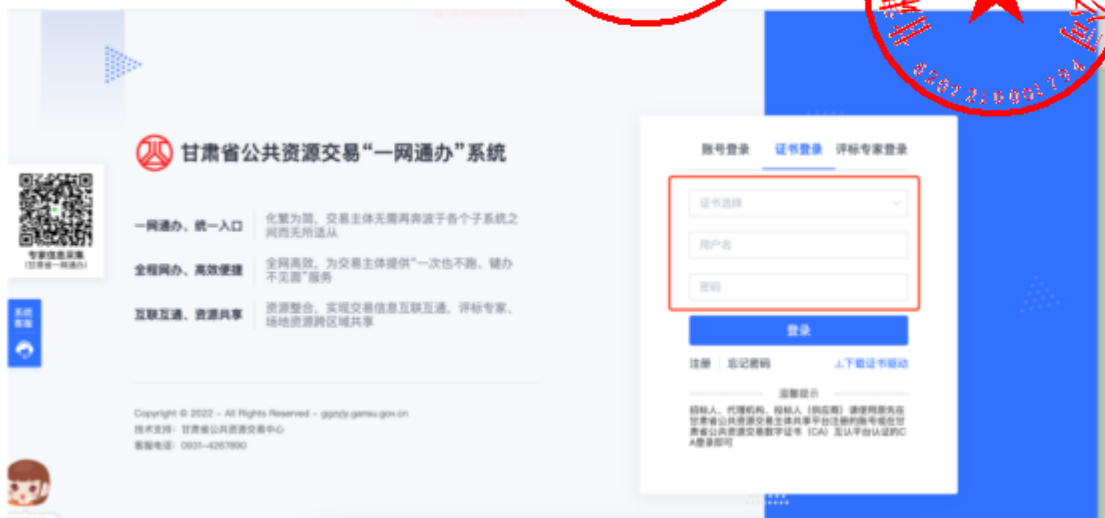 甘肃省公共资源交易“一网通办”系统
一网通办、统一入口
化繁为简，交易主体无需再奔波于各个子系统之
间而无所适从
全程网办、高效便捷
全网高效，为交易主体提供“一次也不跑、键办
不见面”服务
互联互通、资源共享
资源整合，实现交易信息互联互通，评标专家、
场地资源跨区域共享
Copyright © 2022 - All Rights Reserved - ggzyjy.gansu.gov.cn
技术支持：甘肃省公共资源交易中心
客服电话：0931-4267890
专家信息采集
(甘肃省一网通办)
系统
客服
账号登录 证书登录 评标专家登录
证书选择
用户名
密码
登录
注册 忘记密码 下载证书驱动
温馨提示
招标人、代理机构、投标人（供应商）请使用原先在
甘肃省公共资源交易主体共享平台注册的账号或在甘
肃省公共资源交易数字证书（CA）互认平台认证的C
A登录即可